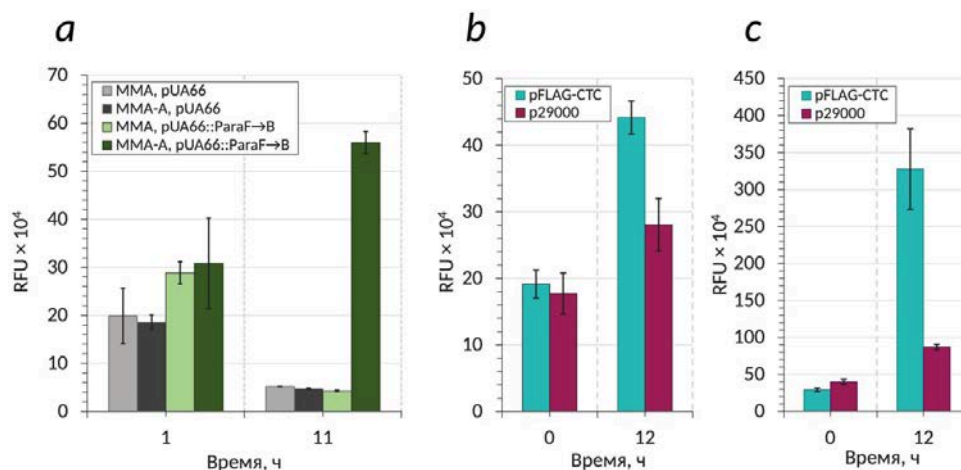 a
70
60
50
40
30
20
10
0
RFU × 10⁴
MMA, pUA66
MMA-A, pUA66
MMA, pUA66::ParaF→B
MMA-A, pUA66::ParaF→B
1
11
Время, ч
b
50
40
30
20
10
0
RFU × 10⁴
pFLAG-CTC
p29000
0
12
Время, ч
c
450
400
350
300
250
200
150
100
50
0
RFU × 10⁴
pFLAG-CTC
p29000
0
12
Время, ч